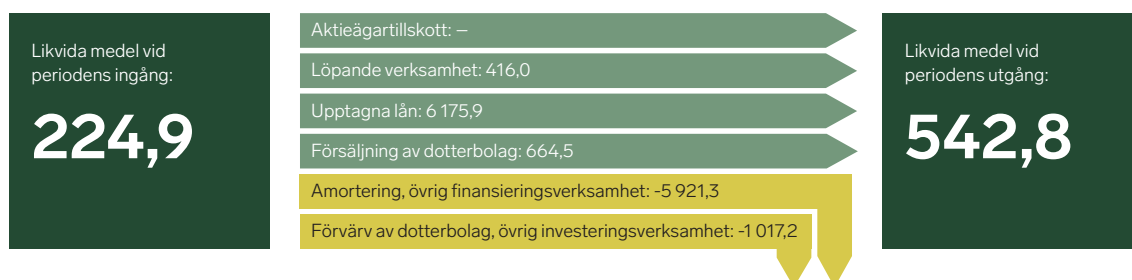 Likvida medel vid
periodens ingång:
224,9
Aktieägartillskott: –
Löpande verksamhet: 416,0
Upptagna lån: 6 175,9
Försäljning av dotterbolag: 664,5
Amortering, övrig finansieringsverksamhet: -5 921,3
Förvärv av dotterbolag, övrig investeringsverksamhet: -1 017,2
Likvida medel vid
periodens utgång:
542,8